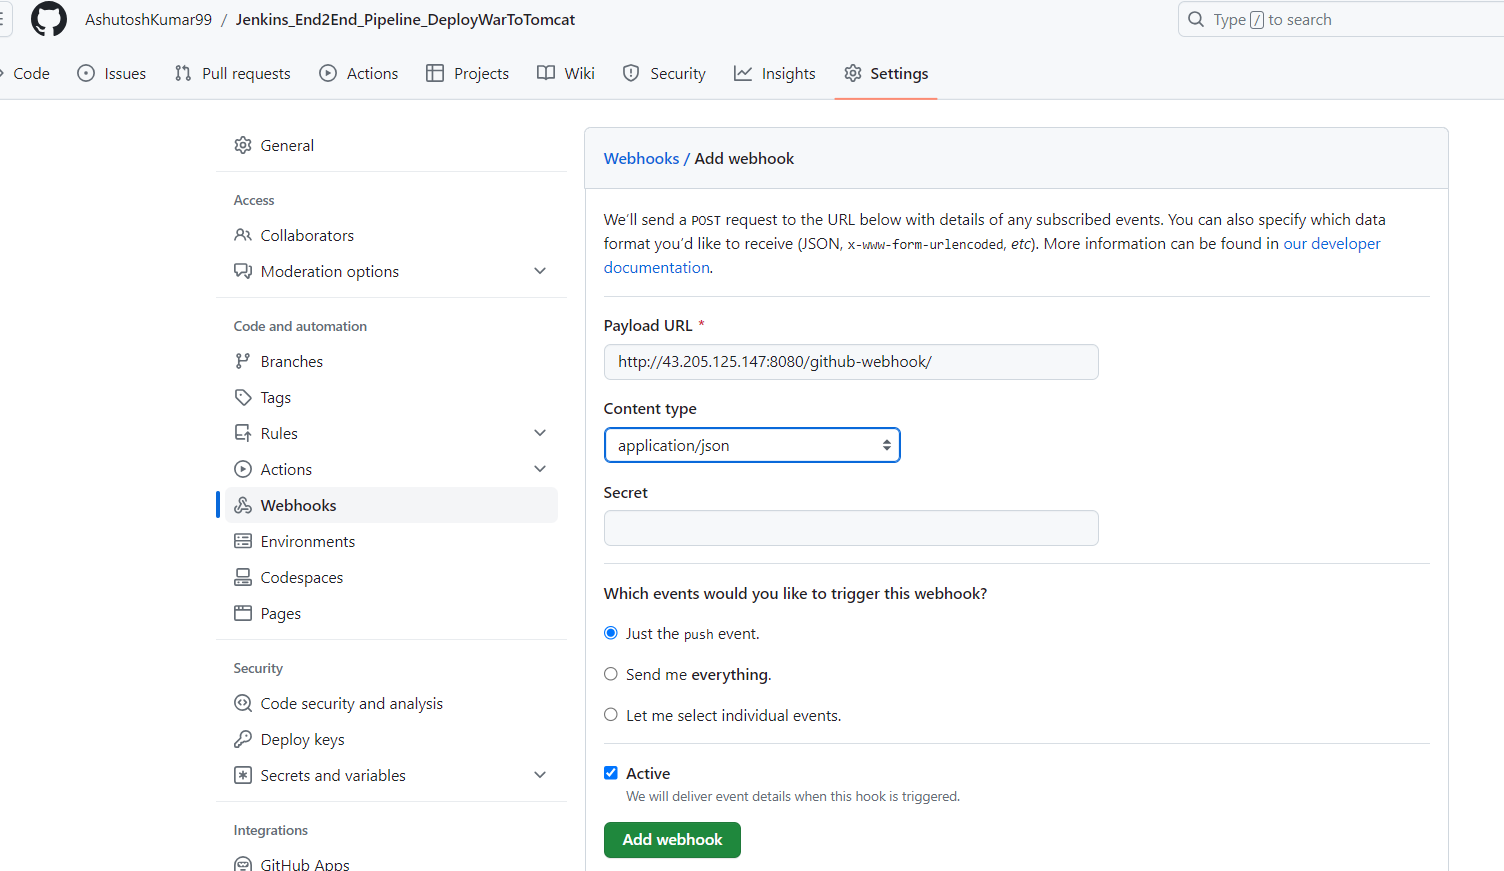 AshutoshKumar99 / Jenkins_End2End_Pipeline_DeployWarToTomcat
Type / to search
Code
Issues
Pull requests
Actions
Projects
Wiki
Security
Insights
Settings
General
Access
Collaborators
Moderation options
Code and automation
Branches
Tags
Rules
Actions
Webhooks
Environments
Codespaces
Pages
Security
Code security and analysis
Deploy keys
Secrets and variables
Integrations
GitHub Apps
Webhooks / Add webhook
We'll send a POST request to the URL below with details of any subscribed events. You can also specify which data
format you'd like to receive (JSON, x-www-form-urlencoded, etc). More information can be found in our developer
documentation.
Payload URL *
http://43.205.125.147:8080/github-webhook/
Content type
application/json
Secret
Which events would you like to trigger this webhook?
Just the push event.
Send me everything.
Let me select individual events.
Active
We will deliver event details when this hook is triggered.
Add webhook